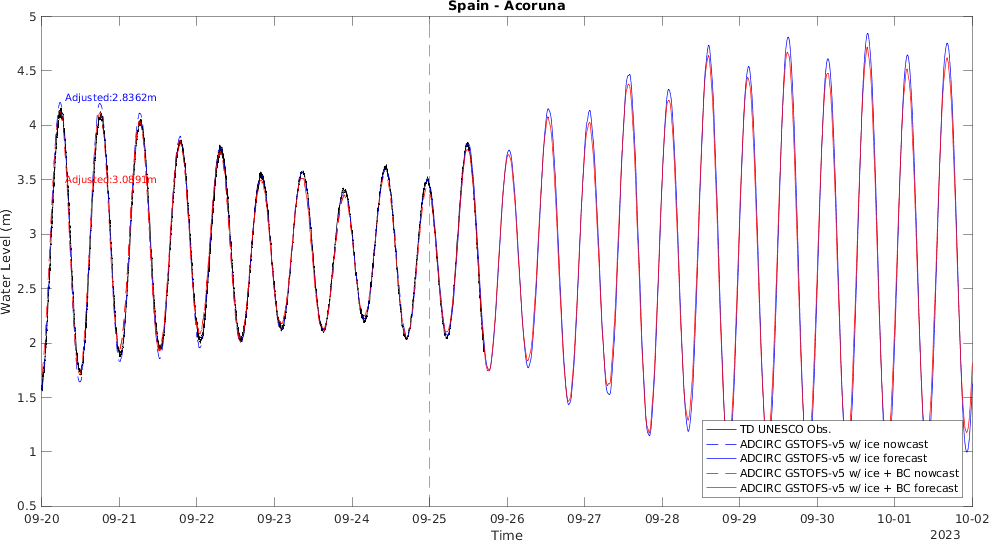 Spain - Acoruna
5
4.5
4
3.5
3
2.5
2
1.5
1
0.5
Water Level (m)
Adjusted:2.8362m
Adjusted:3.0891m
TD UNESCO Obs.
ADCIRC GSTOFS-v5 w/ ice nowcast
ADCIRC GSTOFS-v5 w/ ice forecast
ADCIRC GSTOFS-v5 w/ ice + BC nowcast
ADCIRC GSTOFS-v5 w/ ice + BC forecast
09-20 09-21 09-22 09-23 09-24 09-25 09-26 09-27 09-28 09-29 09-30 10-01 10-02
Time
2023